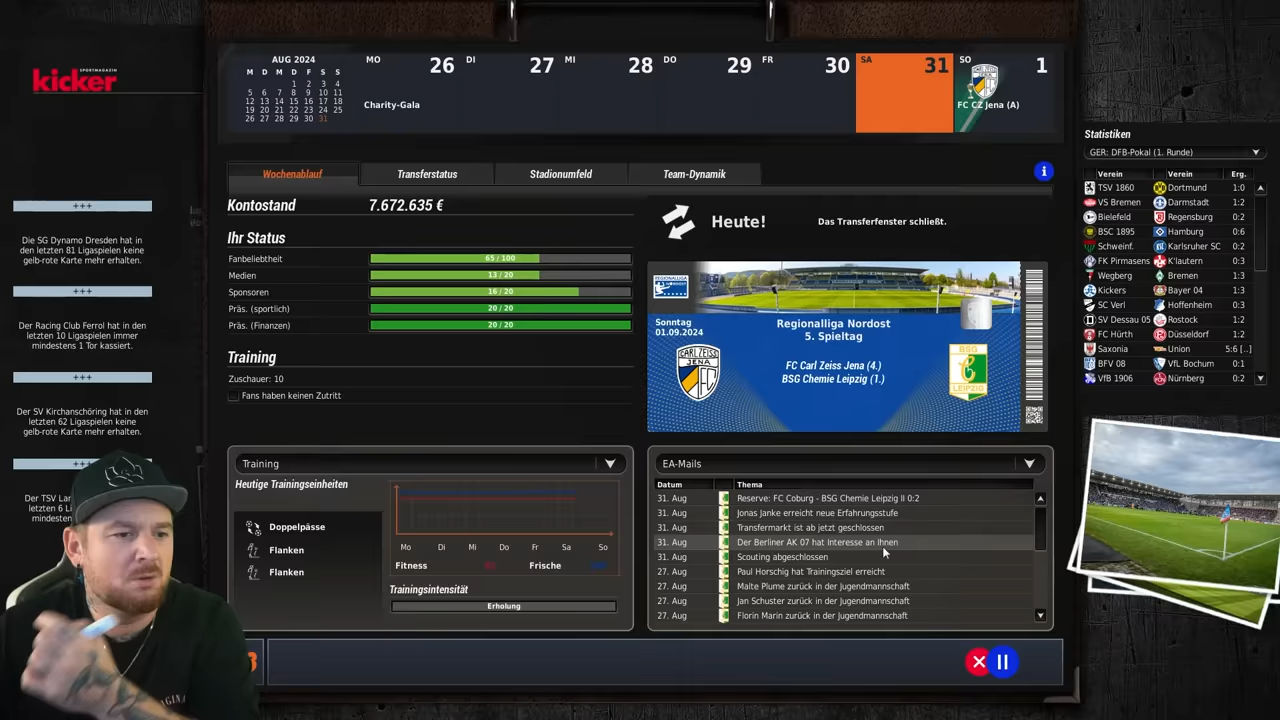 kicker
SPORTMAGAZIN
AUG 2024
M D M D F S S
1 2 3 4
5 6 7 8 9 10 11
12 13 14 15 16 17 18
19 20 21 22 23 24 25
26 27 28 29 30 31
MO 26
Charity-Gala
DI 27
MI 28
DO 29
FR 30
SA 31
SO 1
FC CZ Jena (A)
Wochenablauf
Transferstatus
Stadionumfeld
Team-Dynamik
i
Kontostand 7.672.635 €
Ihr Status
Fanbeliebtheit 65 / 100
Medien 13 / 20
Sponsoren 16 / 20
Präs. (sportlich) 20 / 20
Präs. (Finanzen) 20 / 20
Training
Zuschauer: 10
Fans haben keinen Zutritt
Heute!
Das Transferfenster schließt.
REGIONALLIGA
NORDOST
Sonntag
01.09.2024
Regionalliga Nordost
5. Spieltag
FC Carl Zeiss Jena (4.)
BSG Chemie Leipzig (1.)
CARL ZEISS
JENA
FC
BSG
LEIPZIG
Training
Heutige Trainingseinheiten
Doppelpässe
Flanken
Flanken
Mo Di Mi Do Fr Sa So
Fitness
Frische
Trainingsintensität
Erholung
EA-Mails
Datum Thema
31. Aug Reserve: FC Coburg - BSG Chemie Leipzig II 0:2
31. Aug Jonas Janke erreicht neue Erfahrungsstufe
31. Aug Transfermarkt ist ab jetzt geschlossen
31. Aug Der Berliner AK 07 hat Interesse an Ihnen
31. Aug Scouting abgeschlossen
27. Aug Paul Horschig hat Trainingsziel erreicht
27. Aug Malte Plume zurück in der Jugendmannschaft
27. Aug Jan Schuster zurück in der Jugendmannschaft
27. Aug Florin Marin zurück in der Jugendmannschaft
Statistiken
GER: DFB-Pokal (1. Runde)
Verein Verein Erg.
TSV 1860 Dortmund 1:0
VS Bremen Darmstadt 1:2
Bielefeld Regensburg 0:2
BSC 1895 Hamburg 0:6
Schweinf. Karlsruher SC 0:2
FK Pirmasens K'lautern 0:3
Wegberg Bremen 1:3
Kickers Bayer 04 1:3
SC Verl Hoffenheim 0:3
SV Dessau 05 Rostock 1:2
FC Hürth Düsseldorf 1:2
Saxonia Union 5:6 [..]
BFV 08 VfL Bochum 0:1
VfB 1906 Nürnberg 0:2
+++
Die SG Dynamo Dresden hat in
den letzten 81 Ligaspielen keine
gelb-rote Karte mehr erhalten.
+++
Der Racing Club Ferrol hat in den
letzten 10 Ligaspielen immer
mindestens 1 Tor kassiert.
+++
Der SV Kirchanschöring hat in den
letzten 62 Ligaspielen keine
gelb-rote Karte mehr erhalten.
+++
Der TSV
letzten 6